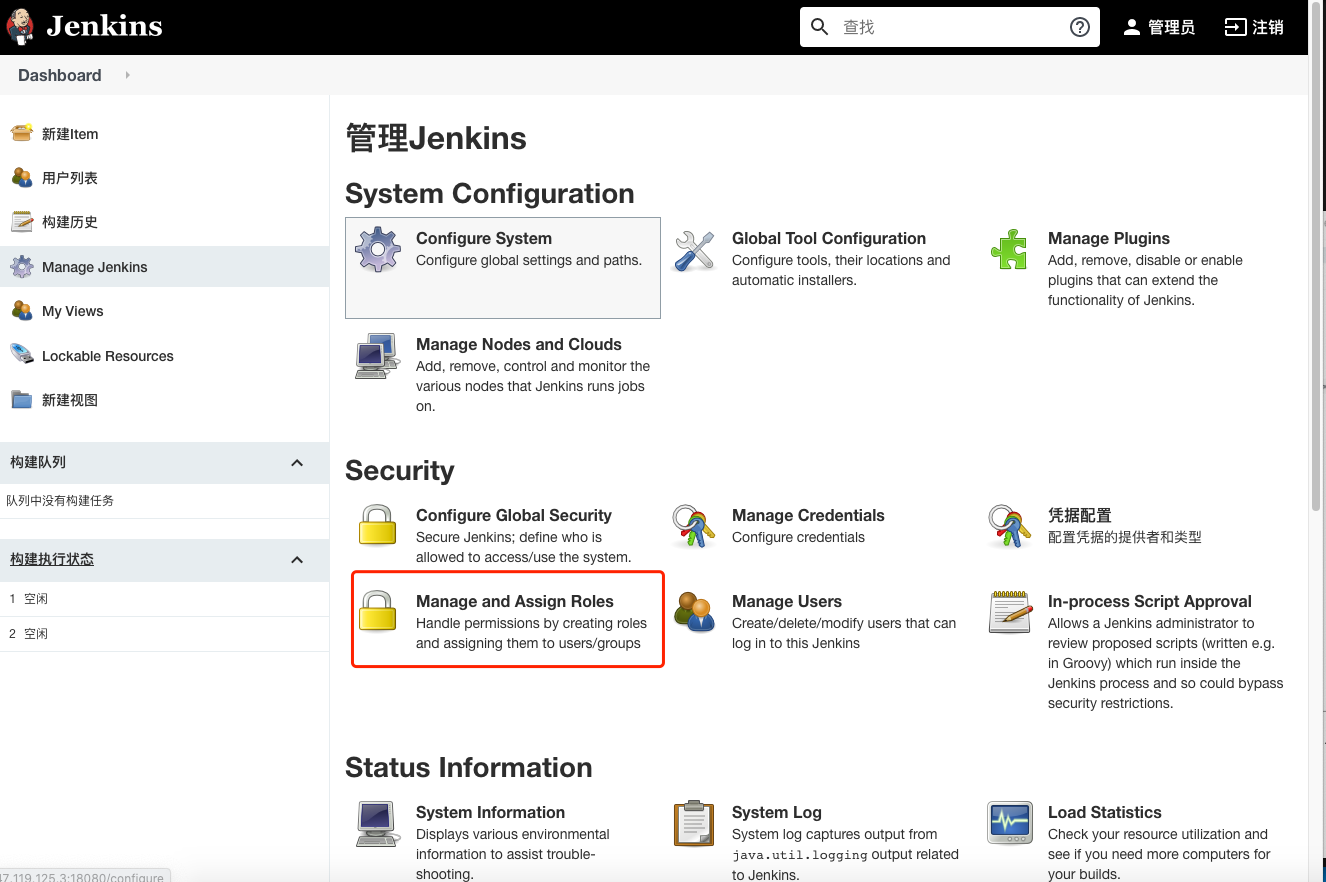 Jenkins
查找
管理员
注销
Dashboard
新建Item
用户列表
构建历史
Manage Jenkins
My Views
Lockable Resources
新建视图
构建队列
队列中没有构建任务
构建执行状态
1 空闲
2 空闲
管理Jenkins
System Configuration
Configure System
Configure global settings and paths.
Global Tool Configuration
Configure tools, their locations and
automatic installers.
Manage Plugins
Add, remove, disable or enable
plugins that can extend the
functionality of Jenkins.
Manage Nodes and Clouds
Add, remove, control and monitor the
various nodes that Jenkins runs jobs
on.
Security
Configure Global Security
Secure Jenkins; define who is
allowed to access/use the system.
Manage Credentials
Configure credentials
凭据配置
配置凭据的提供者和类型
Manage and Assign Roles
Handle permissions by creating roles
and assigning them to users/groups
Manage Users
Create/delete/modify users that can
log in to this Jenkins
In-process Script Approval
Allows a Jenkins administrator to
review proposed scripts (written e.g.
in Groovy) which run inside the
Jenkins process and so could bypass
security restrictions.
Status Information
System Information
Displays various environmental
information to assist trouble-
shooting.
System Log
System log captures output from
java.util.logging output related
to Jenkins.
Load Statistics
Check your resource utilization and
see if you need more computers for
your builds.
47.119.125.3:18080/configure